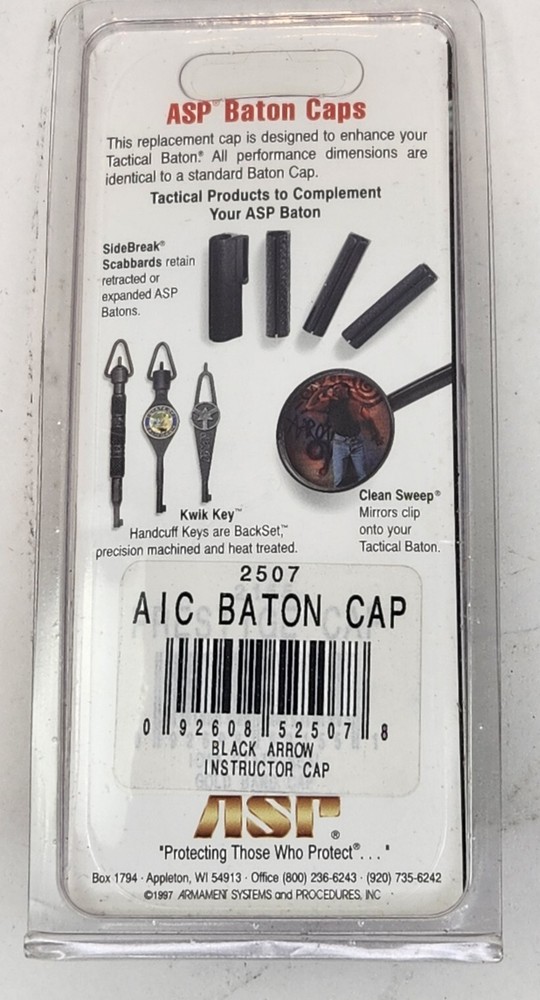 ASP® Baton Caps
This replacement cap is designed to enhance your
Tactical Baton.® All performance dimensions are
identical to a standard Baton Cap.
Tactical Products to Complement
Your ASP Baton
SideBreak®
Scabbards retain
retracted or
expanded ASP
Batons.
Kwik Key™
Handcuff Keys are BackSet,™
precision machined and heat treated.
Clean Sweep®
Mirrors clip
onto your
Tactical Baton.
2507
AIC BATON CAP
0 92608 52507 8
BLACK ARROW
INSTRUCTOR CAP
ASP®
"Protecting Those Who Protect®. . . "
Box 1794 · Appleton, WI 54913 · Office (800) 236-6243 · (920) 735-6242
©1997 ARMAMENT SYSTEMS and PROCEDURES, INC